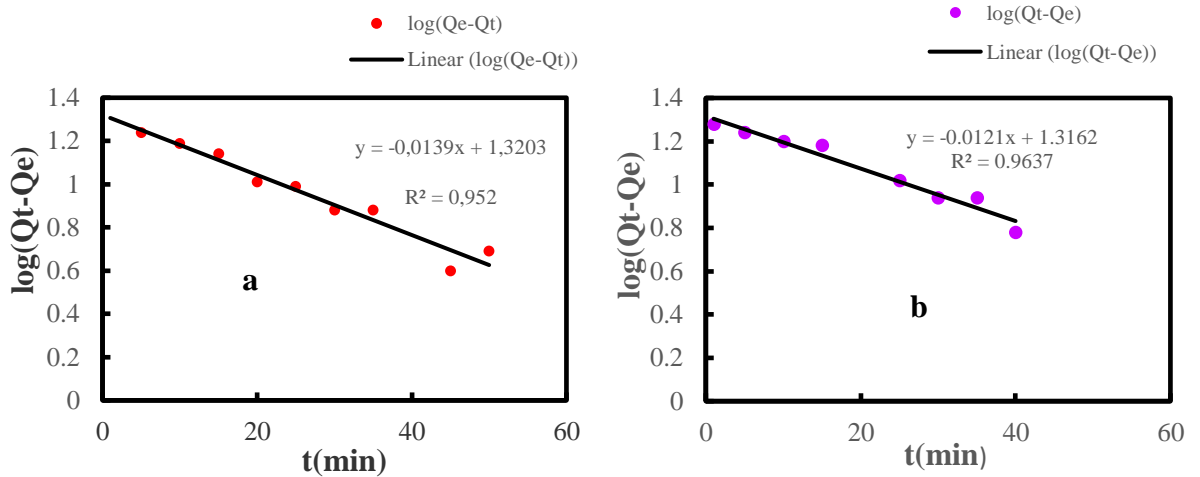 log(Qe-Qt)
Linear (log(Qe-Qt))
log(Qt-Qe)
1.4
1.2
1
0.8
0.6
0.4
0.2
0
y = -0,0139x + 1,3203
R² = 0,952
a
0
20
40
60
t(min)
log(Qt-Qe)
Linear (log(Qt-Qe))
log(Qt-Qe)
1.4
1.2
1
0.8
0.6
0.4
0.2
0
y = -0.0121x + 1.3162
R² = 0.9637
b
0
20
40
60
t(min)